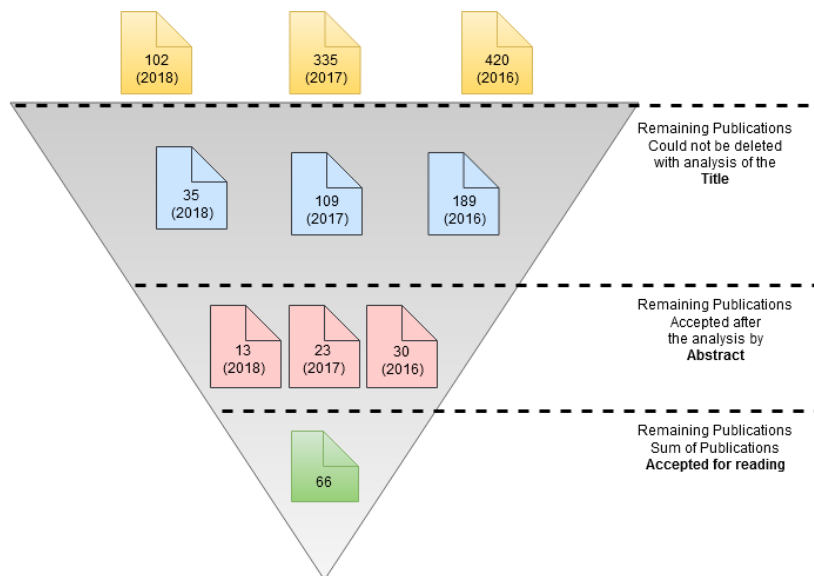 102
(2018)
335
(2017)
420
(2016)
Remaining Publications
Could not be deleted
with analysis of the
Title
35
(2018)
109
(2017)
189
(2016)
Remaining Publications
Accepted after
the analysis by
Abstract
13
(2018)
23
(2017)
30
(2016)
Remaining Publications
Sum of Publications
Accepted for reading
66